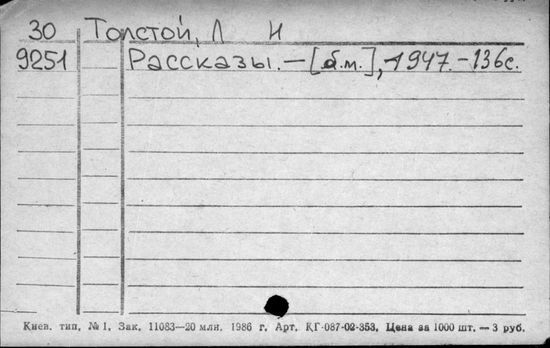 30 Толстой, Л Н
9251 Рассказы. – [б.м.], 1947. – 136с.
Киев. тип. № 1. Зак. 11083—20 млн. 1986 г. Арт. КГ-087-02-353. Цена за 1000 шт. — 3 руб.